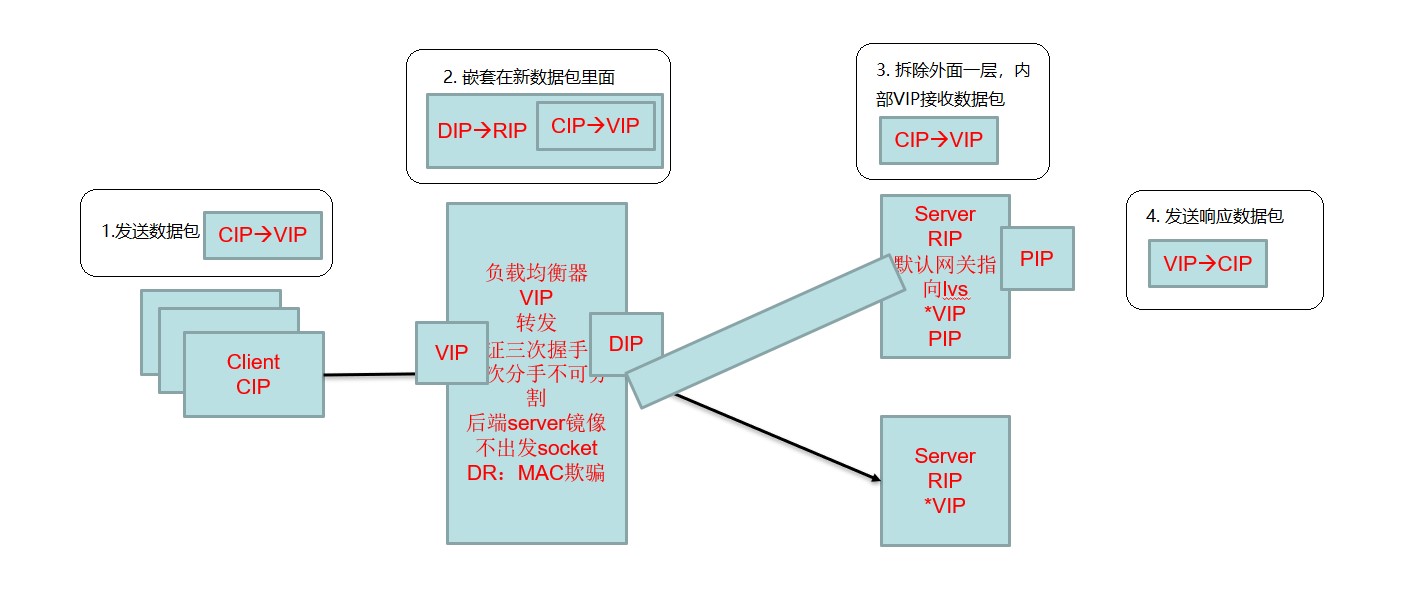 2. 嵌套在新数据包里面
DIP→RIP
CIP→VIP
3. 拆除外面一层，内
部VIP接收数据包
CIP→VIP
1.发送数据包
CIP→VIP
4. 发送响应数据包
VIP→CIP
Client
CIP
VIP
负载均衡器
VIP
转发
证三次握手
次分手不可分
割
后端server镜像
不出发socket
DR：MAC欺骗
DIP
Server
RIP
默认网关指
向lvs
*VIP
PIP
PIP
Server
RIP
*VIP